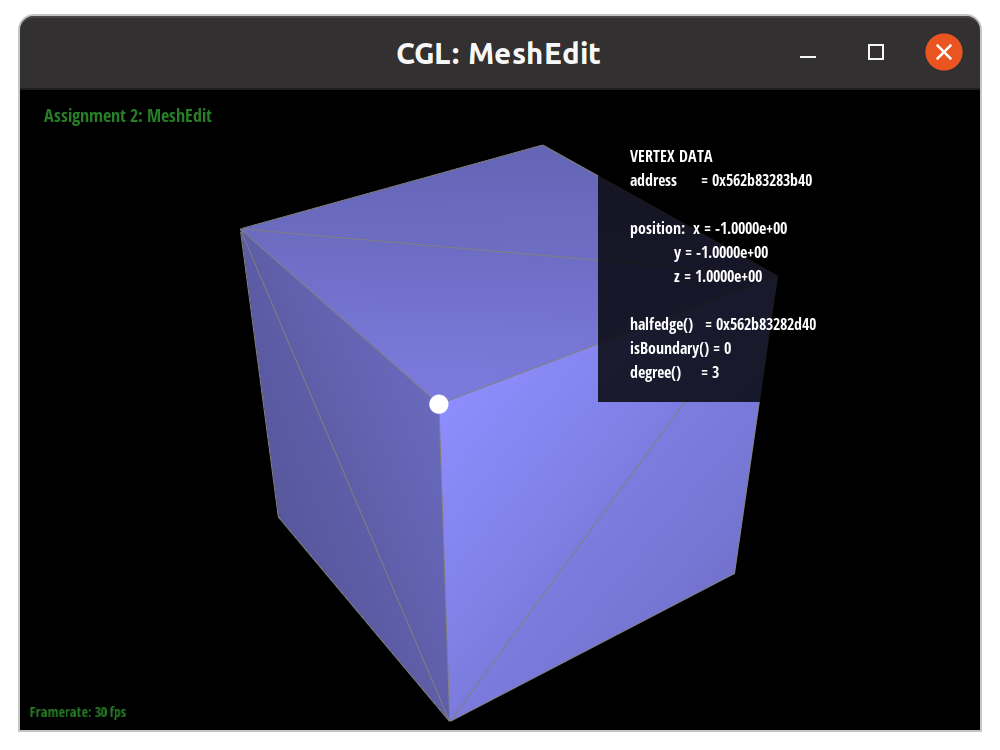 CGL: MeshEdit
Assignment 2: MeshEdit
VERTEX DATA
address = 0x562b83283b40
position: x = -1.0000e+00
y = -1.0000e+00
z = 1.0000e+00
halfedge() = 0x562b83282d40
isBoundary() = 0
degree() = 3
Framerate: 30 fps